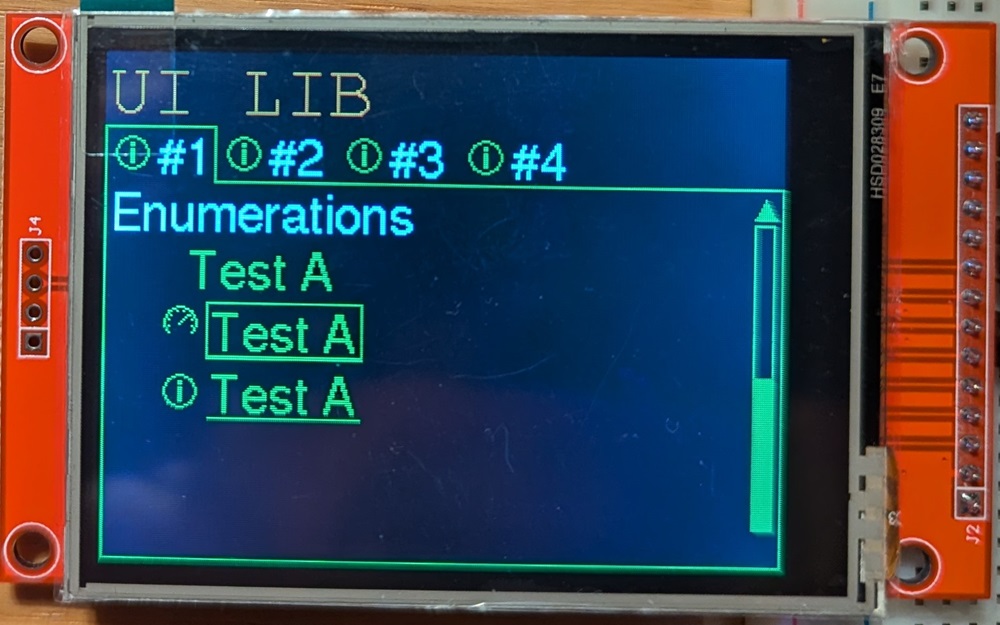 UI LIB
#1 #2 #3 #4
Enumerations
Test A
Test A
Test A
J4
HSD028309 E7
J2